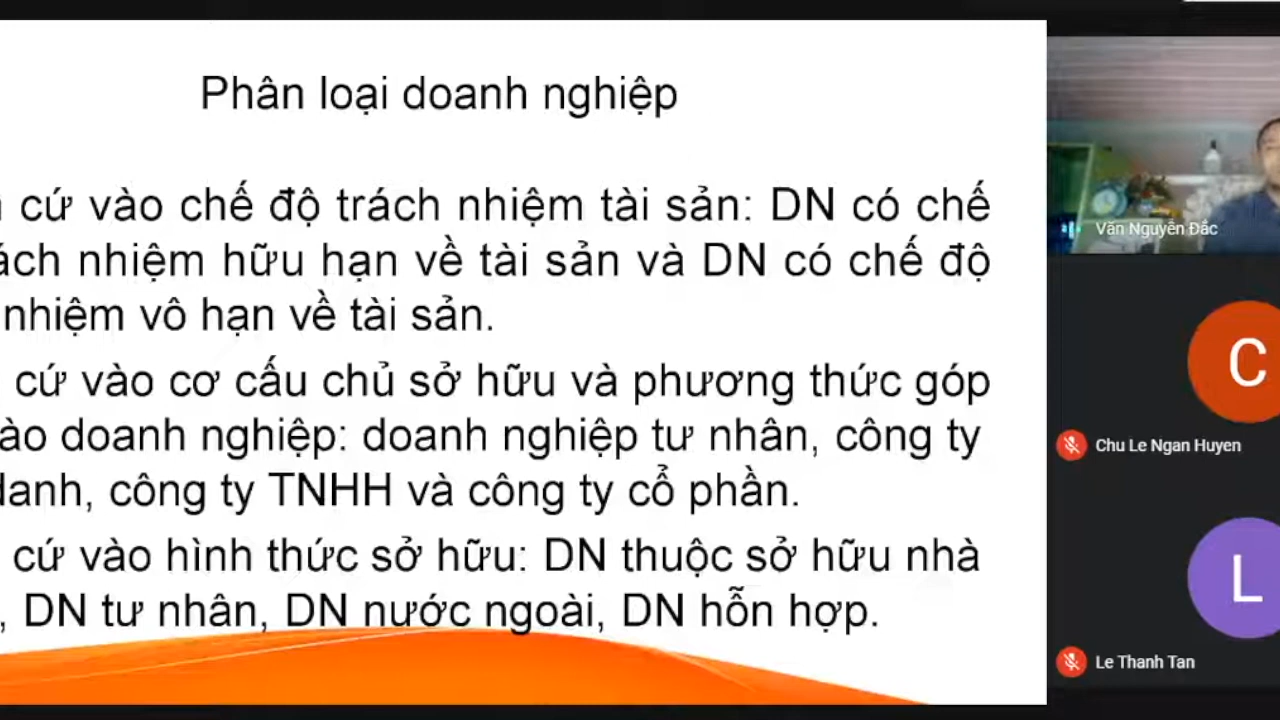 Phân loại doanh nghiệp
cứ vào chế độ trách nhiệm tài sản: DN có chế
ách nhiệm hữu hạn về tài sản và DN có chế độ
nhiệm vô hạn về tài sản.
cứ vào cơ cấu chủ sở hữu và phương thức góp
ào doanh nghiệp: doanh nghiệp tư nhân, công ty
danh, công ty TNHH và công ty cổ phần.
cứ vào hình thức sở hữu: DN thuộc sở hữu nhà
, DN tư nhân, DN nước ngoài, DN hỗn hợp.
Văn Nguyễn Đắc
C
Chu Le Ngan Huyen
L
Le Thanh Tan